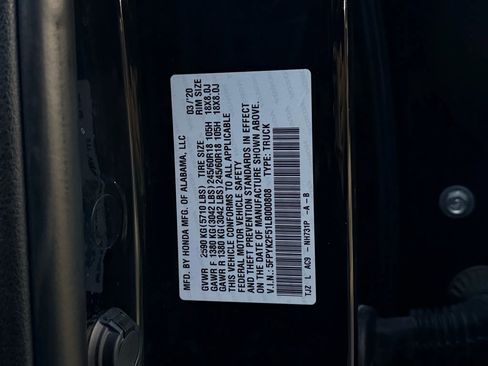 MFD. BY HONDA MFG. OF ALABAMA, LLC 03/'20
GVWR 2590 KG(5710 LBS) TIRE SIZE RIM SIZE
GAWR F 1380 KG(3042 LBS) 245/60R18 105H 18X8.0J
GAWR R 1380 KG(3042 LBS) 245/60R18 105H 18X8.0J
THIS VEHICLE CONFORMS TO ALL APPLICABLE
FEDERAL MOTOR VEHICLE SAFETY
AND THEFT PREVENTION STANDARDS IN EFFECT
ON THE DATE OF MANUFACTURE SHOWN ABOVE.
V.I.N.: 5FPYK2F51LB000808 TYPE: TRUCK
TJZ L AC9 - NH731P -A -B